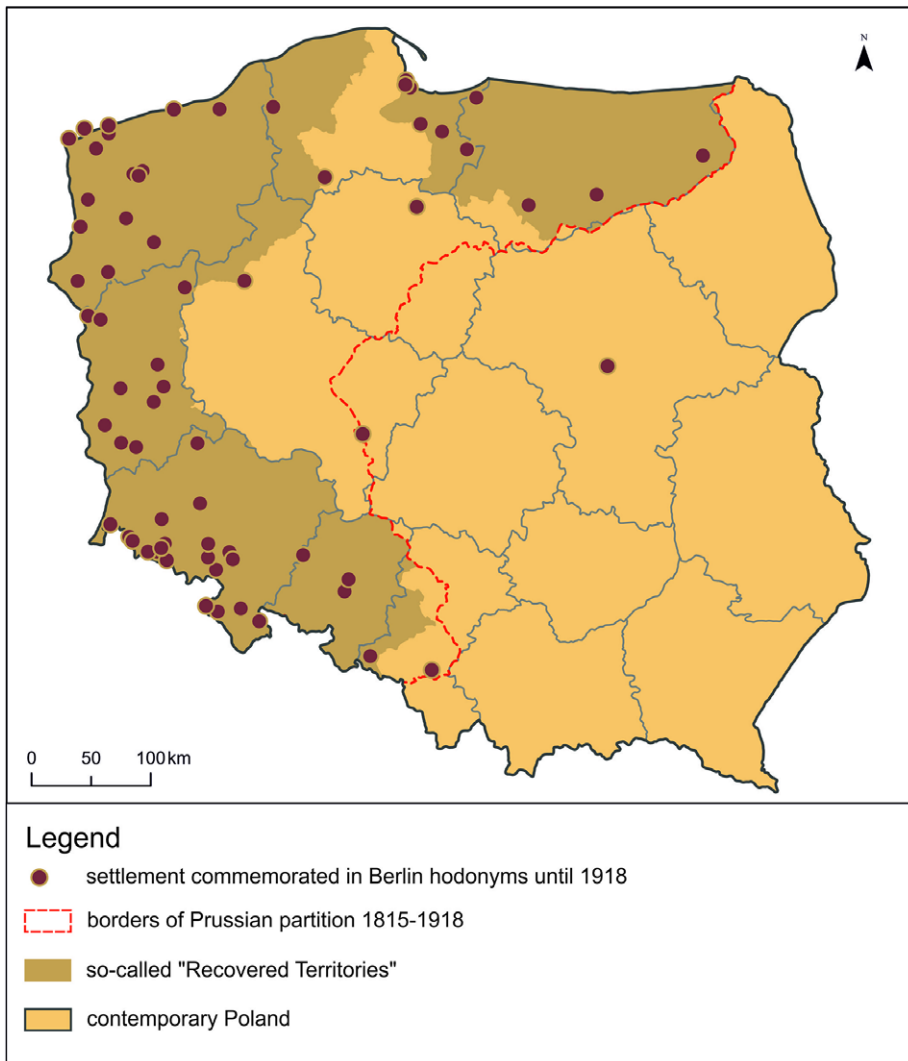 N
0 50 100 km
Legend
settlement commemorated in Berlin hodonyms until 1918
borders of Prussian partition 1815-1918
so-called "Recovered Territories"
contemporary Poland